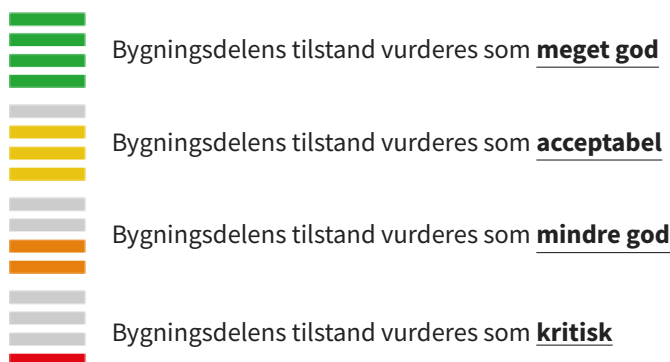 Bygningsdelens tilstand vurderes som meget god
Bygningsdelens tilstand vurderes som acceptabel
Bygningsdelens tilstand vurderes som mindre god
Bygningsdelens tilstand vurderes som kritisk